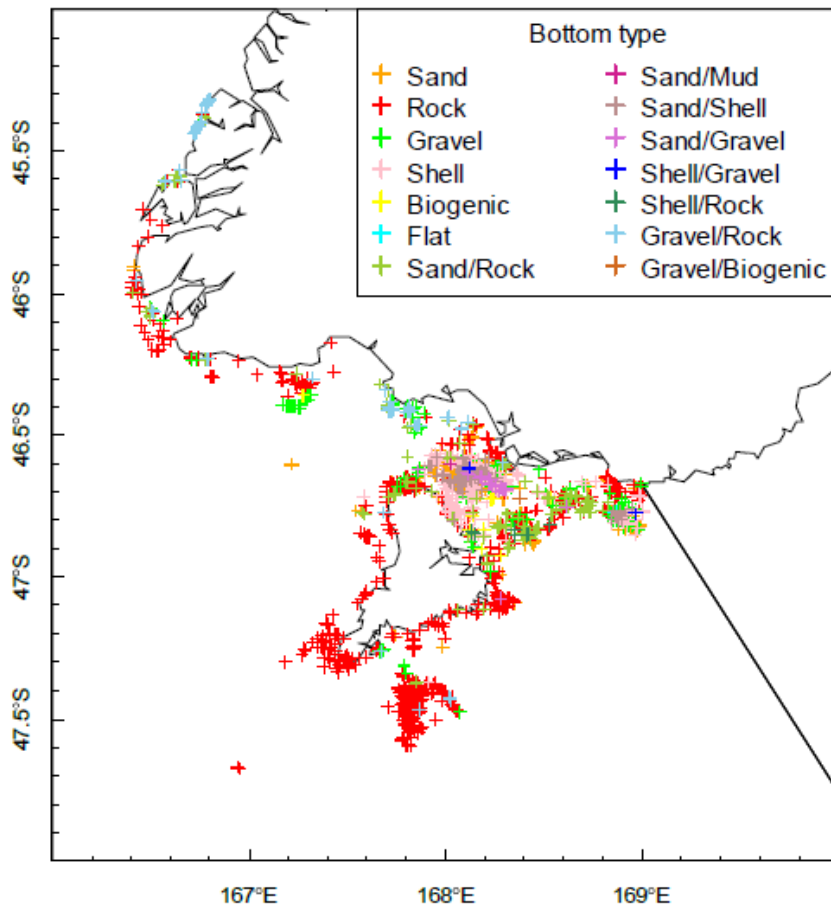 Bottom type
Sand
Rock
Gravel
Shell
Biogenic
Flat
Sand/Rock
Sand/Mud
Sand/Shell
Sand/Gravel
Shell/Gravel
Shell/Rock
Gravel/Rock
Gravel/Biogenic
45.5°S
46°S
46.5°S
47°S
47.5°S
167°E
168°E
169°E